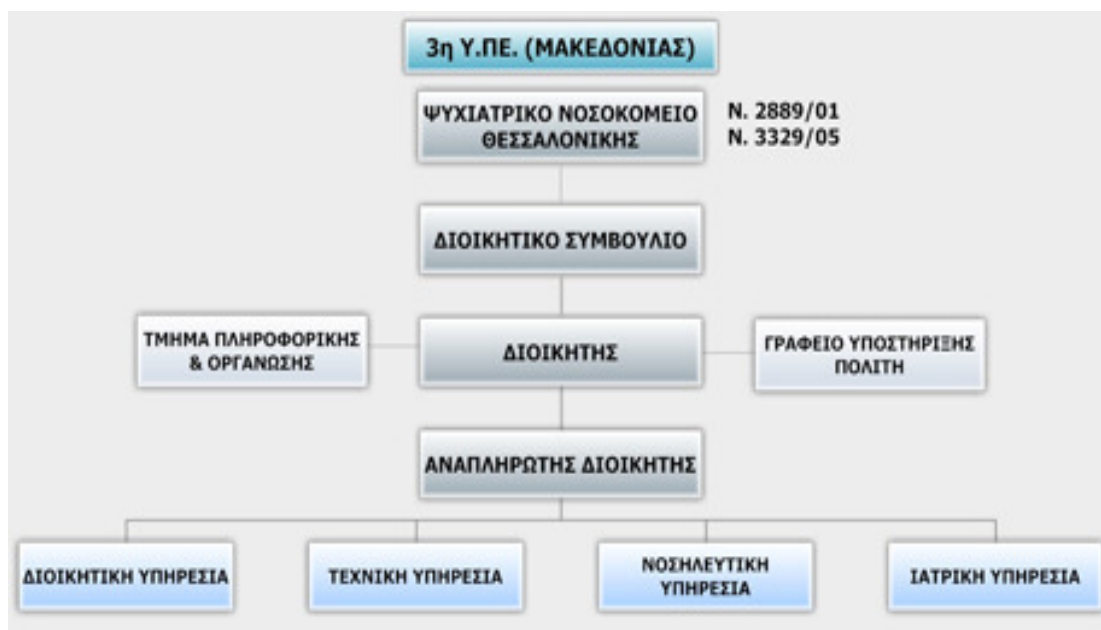 3η Υ.ΠΕ. (ΜΑΚΕΔΟΝΙΑΣ)
ΨΥΧΙΑΤΡΙΚΟ ΝΟΣΟΚΟΜΕΙΟ
ΘΕΣΣΑΛΟΝΙΚΗΣ
Ν. 2889/01
Ν. 3329/05
ΔΙΟΙΚΗΤΙΚΟ ΣΥΜΒΟΥΛΙΟ
ΤΜΗΜΑ ΠΛΗΡΟΦΟΡΙΚΗΣ
& ΟΡΓΑΝΩΣΗΣ
ΔΙΟΙΚΗΤΗΣ
ΓΡΑΦΕΙΟ ΥΠΟΣΤΗΡΙΞΗΣ
ΠΟΛΙΤΗ
ΑΝΑΠΛΗΡΩΤΗΣ ΔΙΟΙΚΗΤΗΣ
ΔΙΟΙΚΗΤΙΚΗ ΥΠΗΡΕΣΙΑ
ΤΕΧΝΙΚΗ ΥΠΗΡΕΣΙΑ
ΝΟΣΗΛΕΥΤΙΚΗ
ΥΠΗΡΕΣΙΑ
ΙΑΤΡΙΚΗ ΥΠΗΡΕΣΙΑ